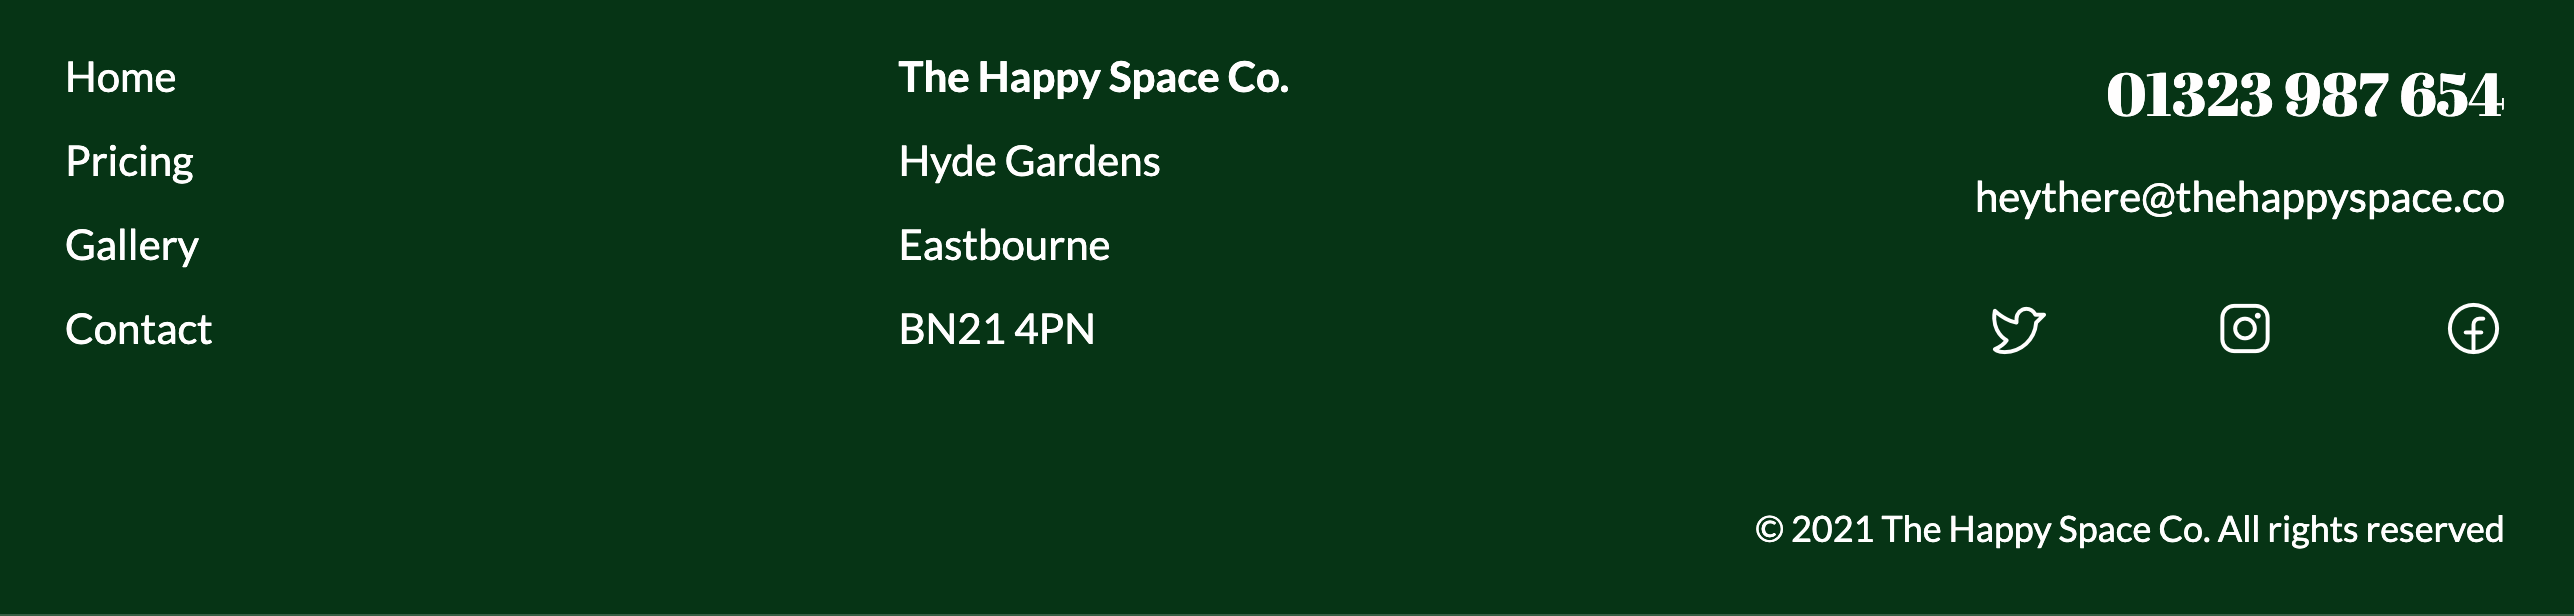 Home
Pricing
Gallery
Contact
The Happy Space Co.
Hyde Gardens
Eastbourne
BN21 4PN
01323 987 654
heythere@thehappyspace.co
© 2021 The Happy Space Co. All rights reserved